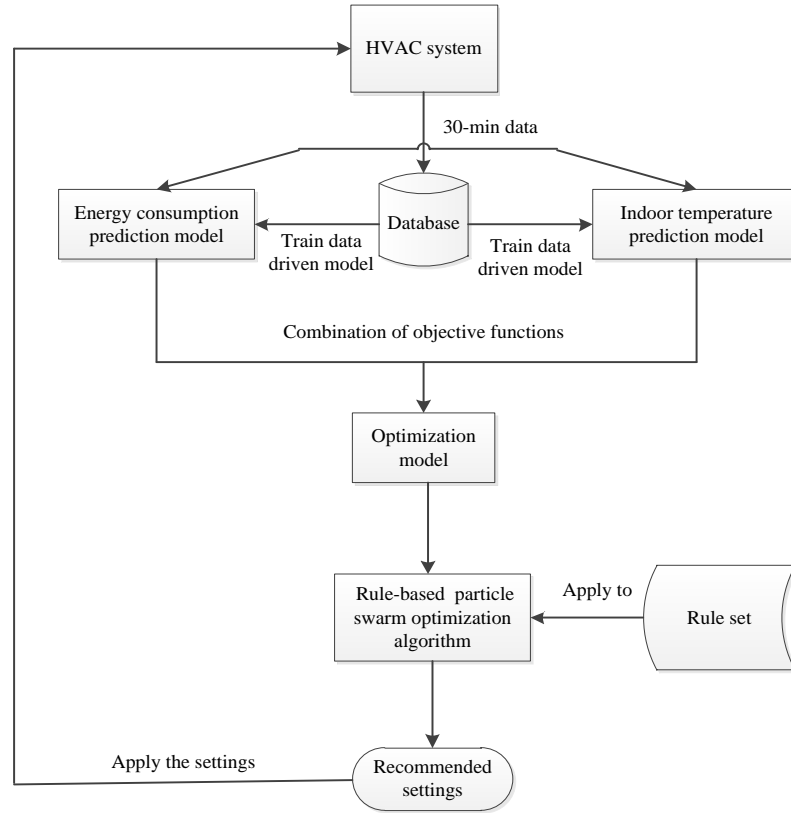 HVAC system
30-min data
Energy consumption
prediction model
Database
Indoor temperature
prediction model
Train data
driven model
Train data
driven model
Combination of objective functions
Optimization
model
Rule-based particle
swarm optimization
algorithm
Apply to
Rule set
Apply the settings
Recommended
settings